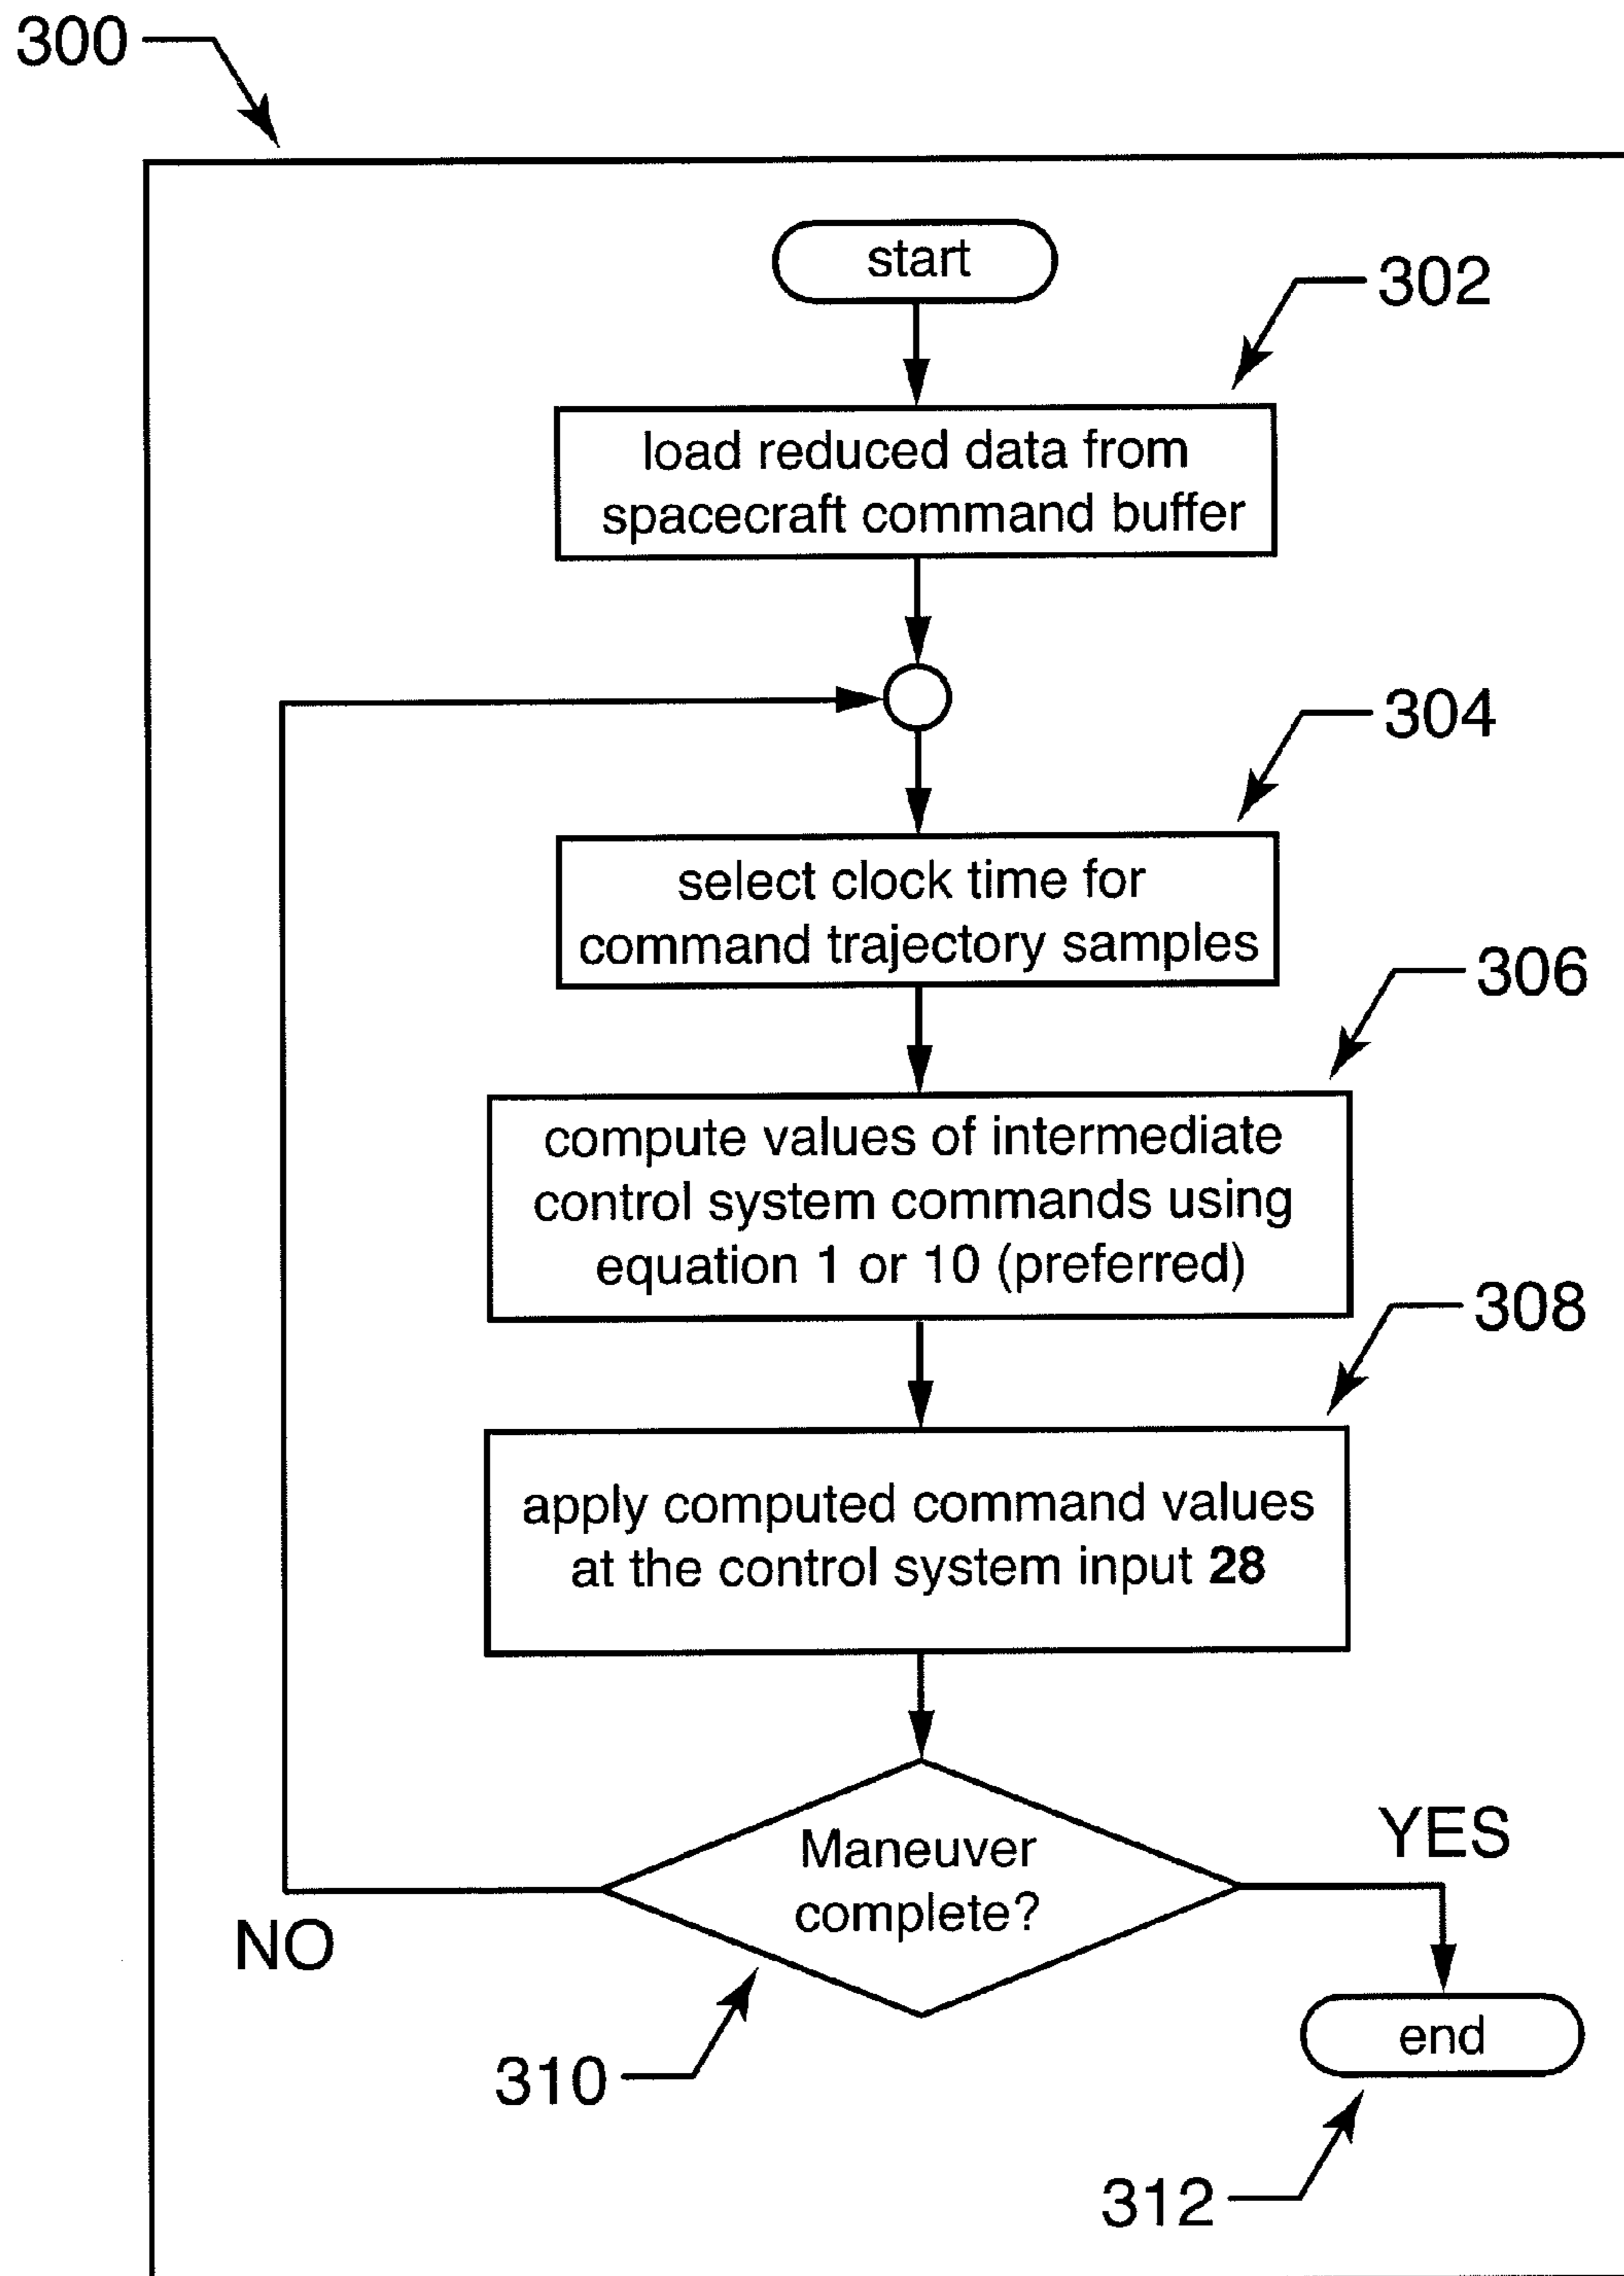 300
start
302
load reduced data from
spacecraft command buffer
304
select clock time for
command trajectory samples
306
compute values of intermediate
control system commands using
equation 1 or 10 (preferred)
308
apply computed command values
at the control system input 28
Maneuver
complete?
YES
NO
end
310
312